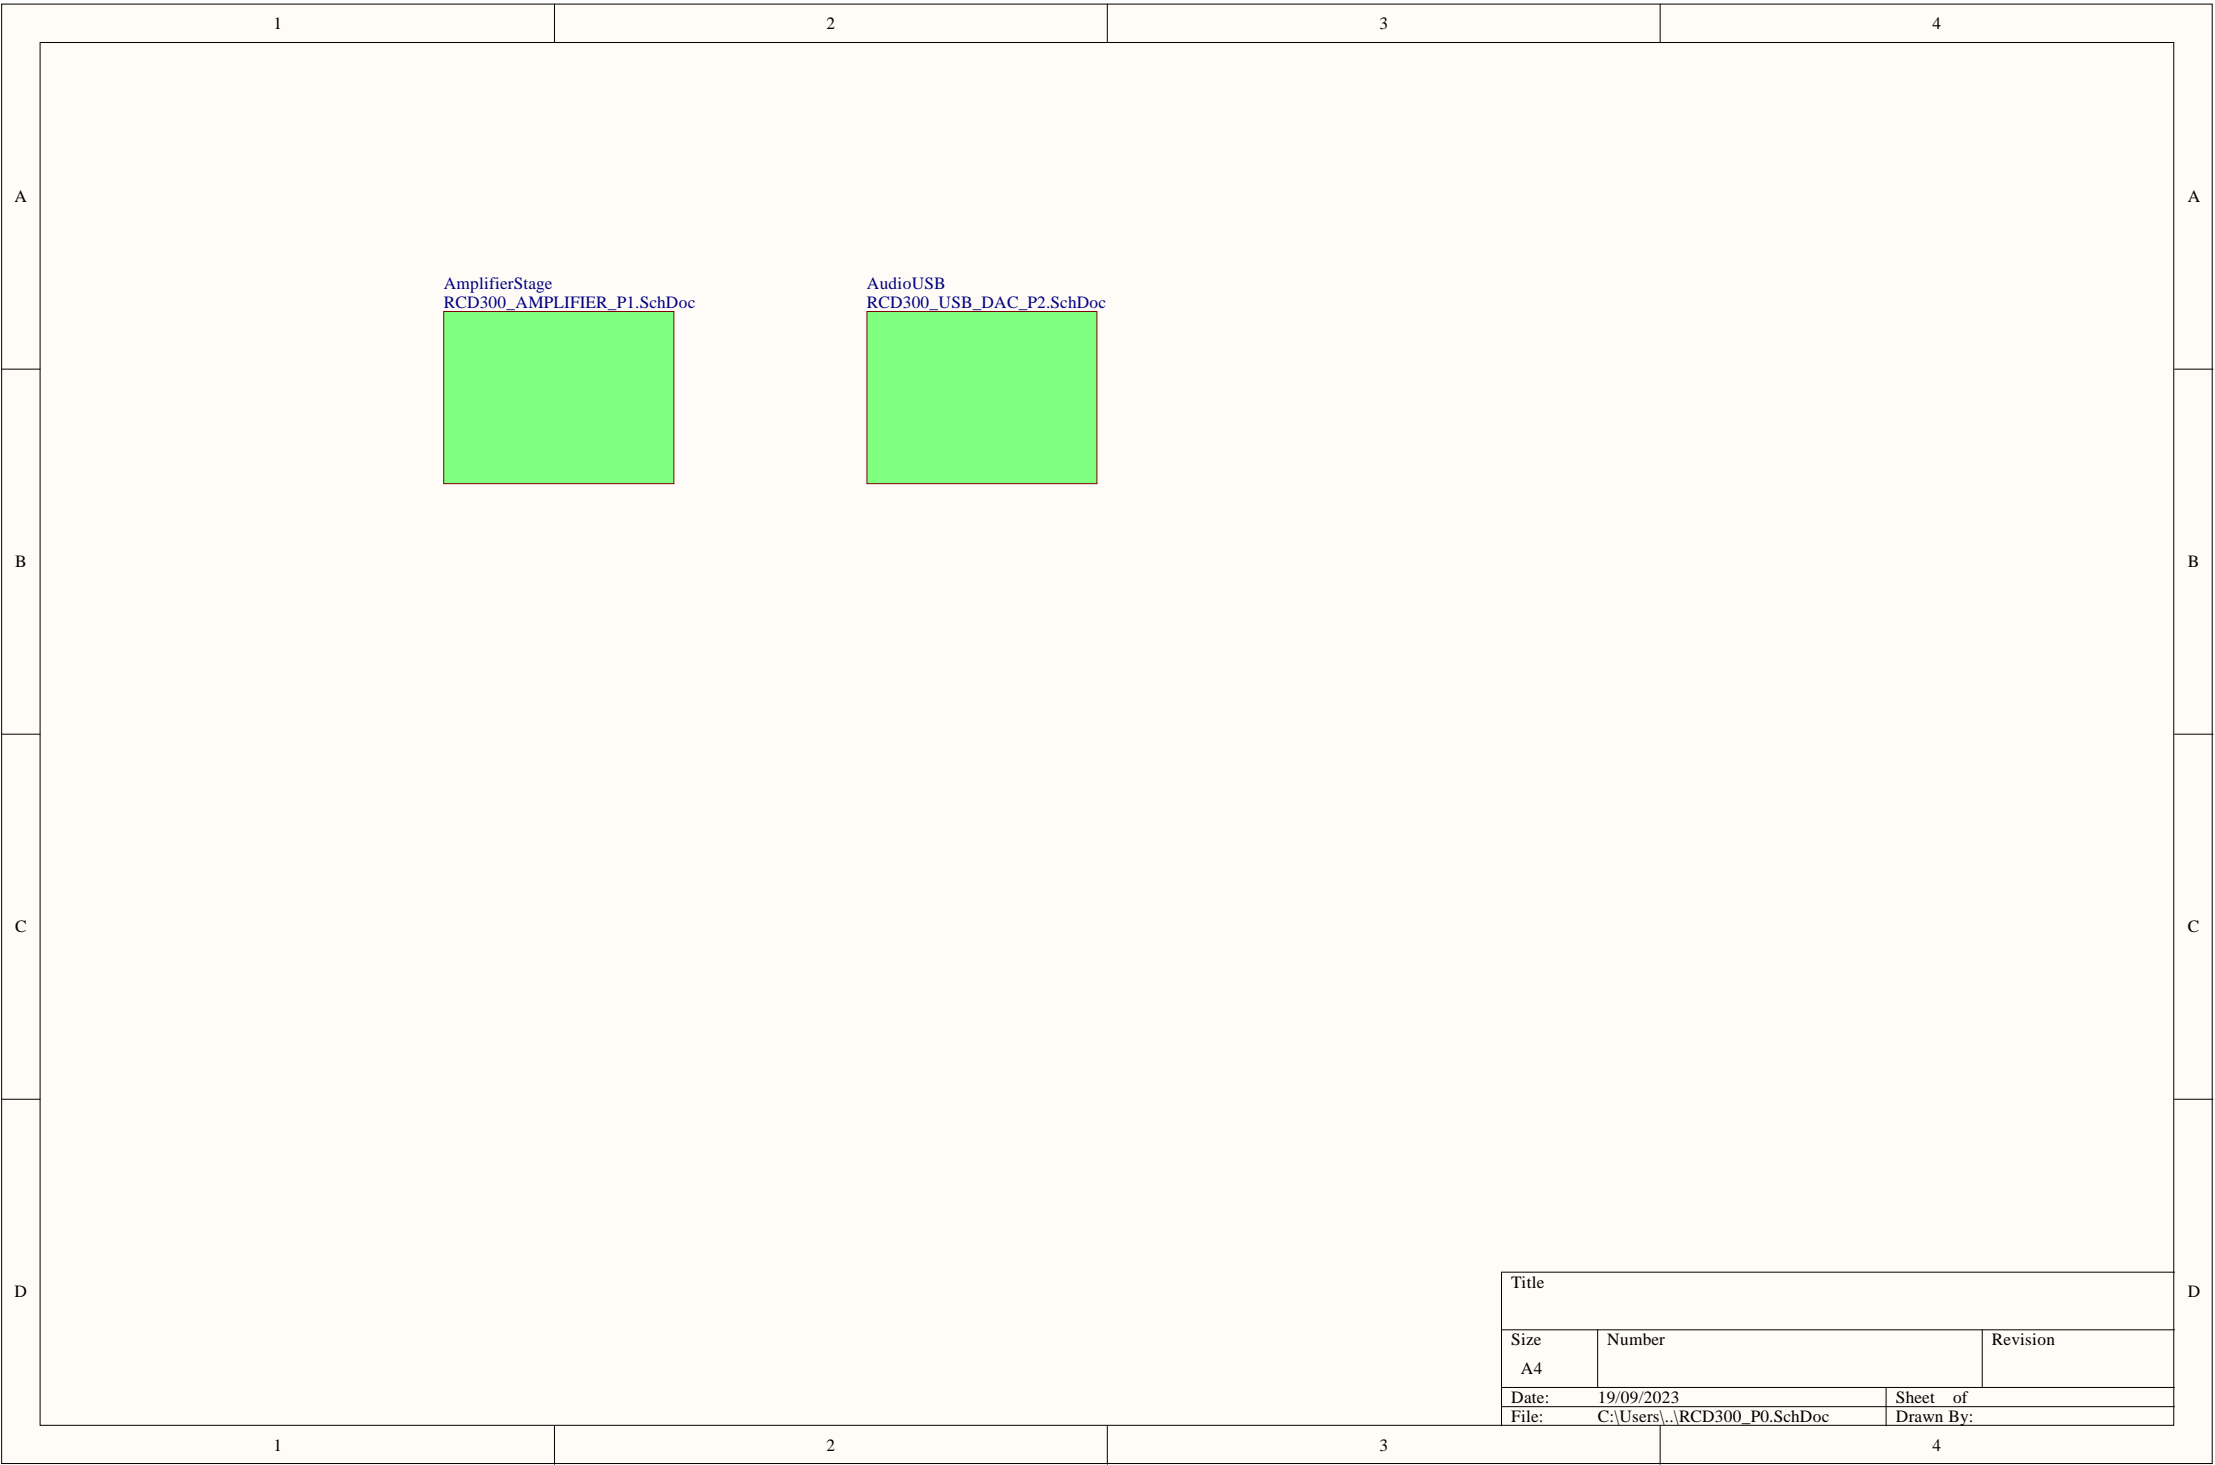 1 2 3 4
A A
AmplifierStage
RCD300_AMPLIFIER_P1.SchDoc
AudioUSB
RCD300_USB_DAC_P2.SchDoc
B B
C C
D D
Title
Size Number Revision
A4
Date: 19/09/2023 Sheet of
File: C:\Users\..\RCD300_P0.SchDoc Drawn By:
1 2 3 4